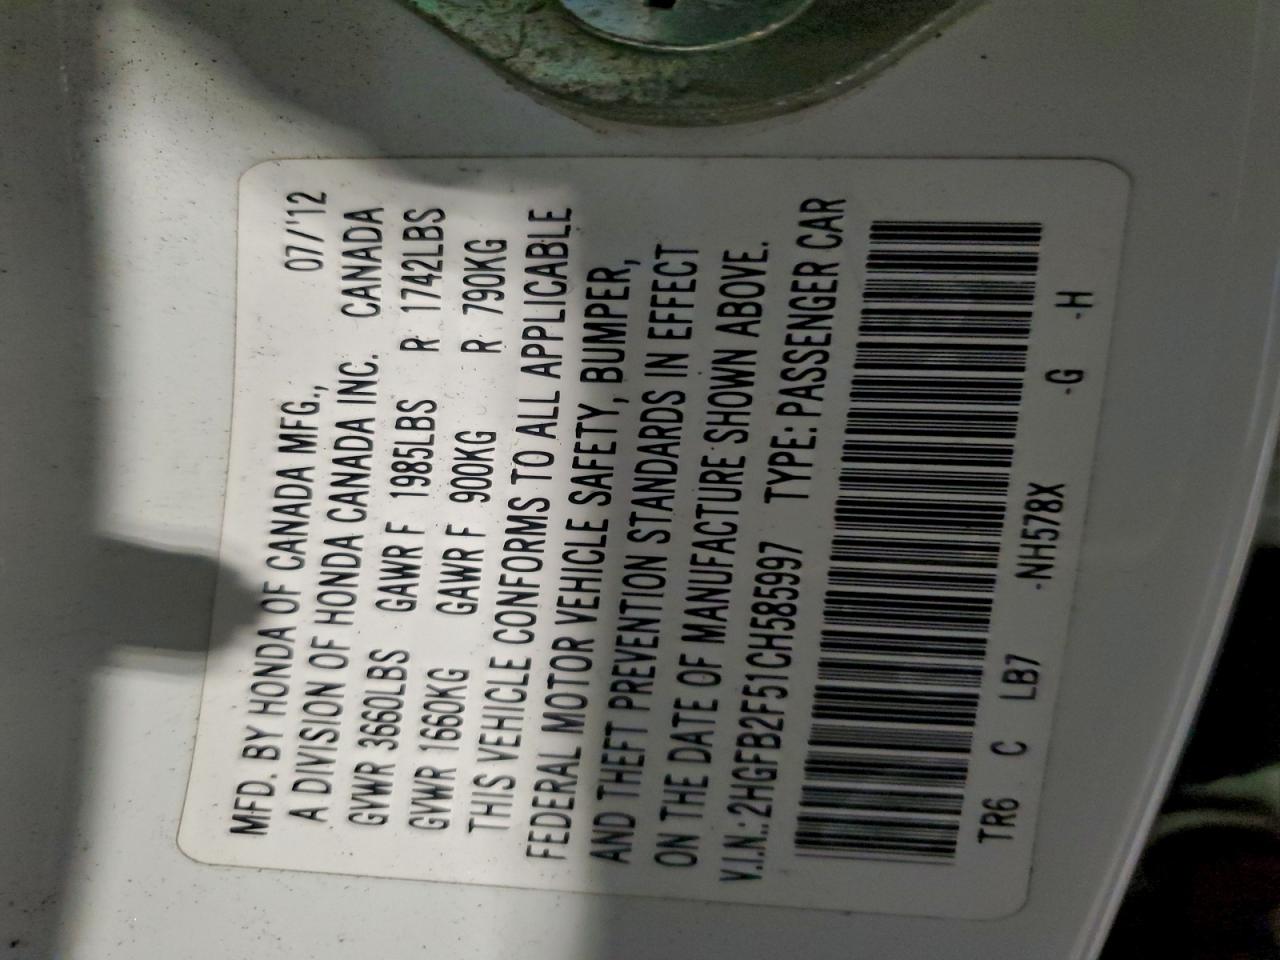 MFD. BY HONDA OF CANADA MFG., 07/'12
A DIVISION OF HONDA CANADA INC. CANADA
GVWR 3660LBS GAWR F 1985LBS R 1742LBS
GVWR 1660KG GAWR F 900KG R 790KG
THIS VEHICLE CONFORMS TO ALL APPLICABLE
FEDERAL MOTOR VEHICLE SAFETY, BUMPER,
AND THEFT PREVENTION STANDARDS IN EFFECT
ON THE DATE OF MANUFACTURE SHOWN ABOVE.
V.I.N.:2HGFB2F51CH585997 TYPE: PASSENGER CAR
TR6 C LB7 -NH578X -G -H